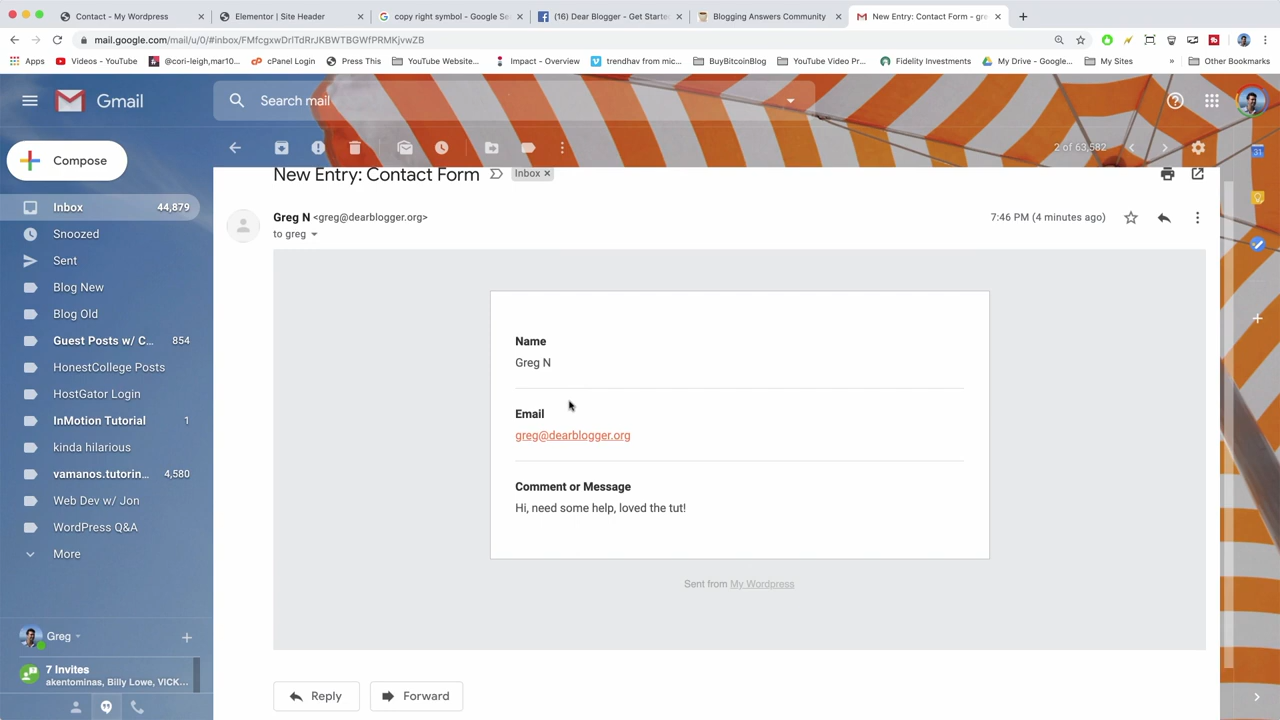 Contact - My Wordpress
Elementor | Site Header
copy right symbol - Google Se
(16) Dear Blogger - Get Starte
Blogging Answers Community
New Entry: Contact Form - gre
mail.google.com/mail/u/0/#inbox/FMfcgxwDrlTdRrJKBWTBGWfPRMKjvwZB
Apps
Videos - YouTube
@cori-leigh,mar10...
cPanel Login
Press This
YouTube Website...
Impact - Overview
trendhav from mic...
BuyBitcoinBlog
YouTube Video Pr...
Fidelity Investments
My Drive - Google...
My Sites
»
Other Bookmarks
Gmail
Search mail
Compose
2 of 63,582
New Entry: Contact Form
Inbox ×
Inbox 44,879
Snoozed
Sent
Blog New
Blog Old
Guest Posts w/ C... 854
HonestCollege Posts
HostGator Login
InMotion Tutorial 1
kinda hilarious
vamanos.tutorin... 4,580
Web Dev w/ Jon
WordPress Q&A
More
Greg N <greg@dearblogger.org>
7:46 PM (4 minutes ago)
to greg
Name
Greg N
Email
greg@dearblogger.org
Comment or Message
Hi, need some help, loved the tut!
Sent from My Wordpress
Reply
Forward
Greg
7 Invites
akentominas, Billy Lowe, VICK...